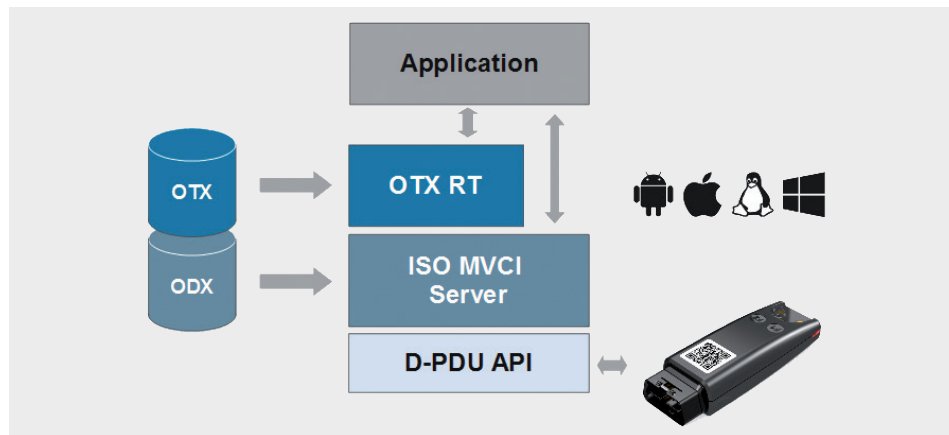 Application
OTX
OTX RT
ODX
ISO MVCI
Server
D-PDU API